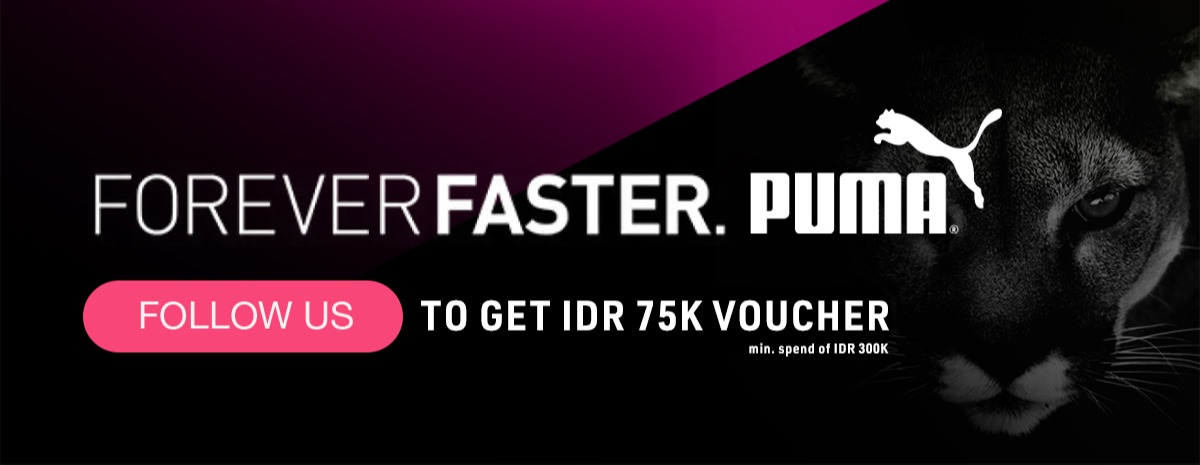 FOREVER FASTER. PUMA®
FOLLOW US TO GET IDR 75K VOUCHER
min. spend of IDR 300K